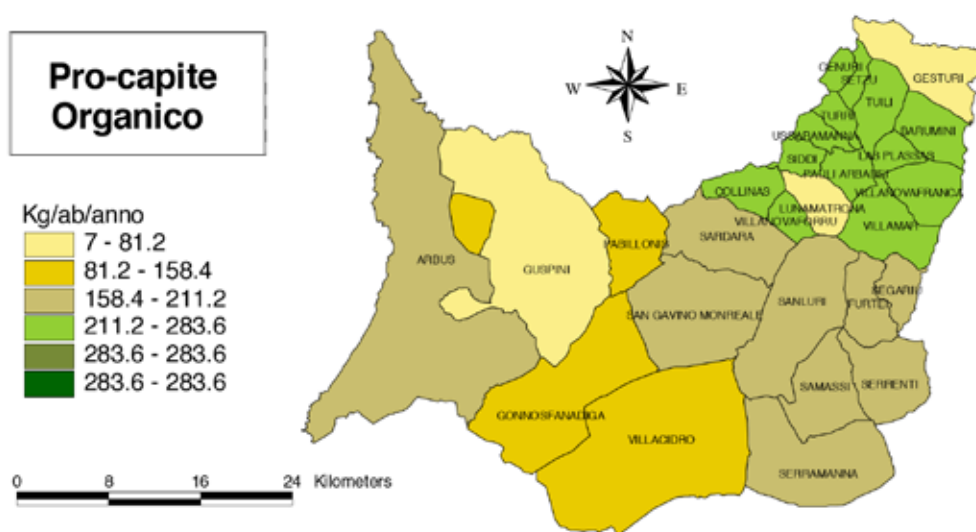 Pro-capite
Organico
Kg/ab/anno
7 - 81.2
81.2 - 158.4
158.4 - 211.2
211.2 - 283.6
283.6 - 283.6
283.6 - 283.6
0 8 16 24 Kilometers
N
W E
S
GESTURI
GENURI
SETZU
TUILI
TURRI
BARUMINI
USSARAMANNA
LAS PLASSAS
SIDDI
PAULI ARBAREI
COLLINAS
VILLANOVAFRANCA
LUNAMATRONA
VILLANOVAFORRU
VILLAMAR
SARDARA
PABILLONIS
ARBUS
GUSPINI
SEGARIU
SANLURI
FURTEI
SAN GAVINO MONREALE
SAMASSI
SERRENTI
GONNOSFANADIGA
VILLACIDRO
SERRAMANNA